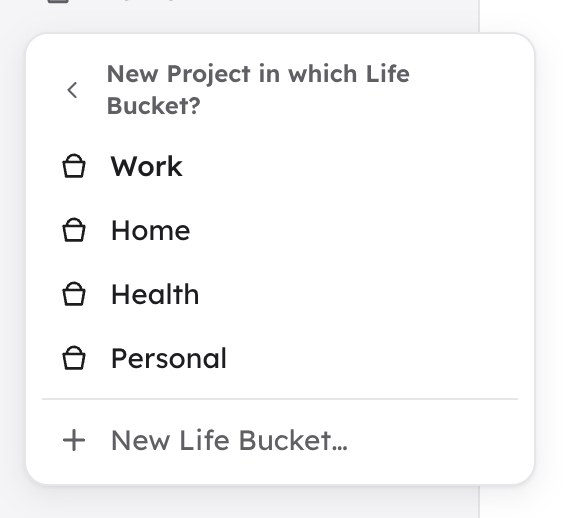 New Project in which Life
Bucket?
Work
Home
Health
Personal
New Life Bucket...